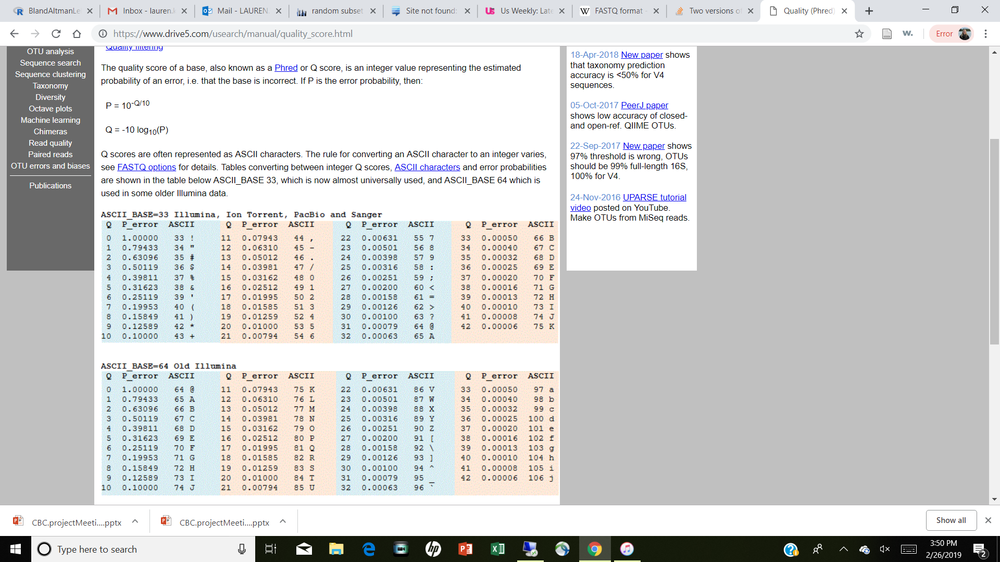 BlandAltmanLe
Inbox - lauren.k
Mail - LAUREN.
random subset
Site not found:
Us Us Weekly: Late
W FASTQ format -
Two versions of
Quality (Phred)
https://www.drive5.com/usearch/manual/quality_score.html
w.
Error
OTU analysis
Sequence search
Sequence clustering
Taxonomy
Diversity
Octave plots
Machine learning
Chimeras
Read quality
Paired reads
OTU errors and biases
Publications
Quality filtering
The quality score of a base, also known as a Phred or Q score, is an integer value representing the estimated
probability of an error, i.e. that the base is incorrect. If P is the error probability, then:
P = 10-Q/10
Q = -10 log10(P)
Q scores are often represented as ASCII characters. The rule for converting an ASCII character to an integer varies,
see FASTQ options for details. Tables converting between integer Q scores, ASCII characters and error probabilities
are shown in the table below ASCII_BASE 33, which is now almost universally used, and ASCII_BASE 64 which is
used in some older Illumina data.
ASCII_BASE=33 Illumina, Ion Torrent, PacBio and Sanger
Q P_error ASCII Q P_error ASCII Q P_error ASCII Q P_error ASCII
0 1.00000 33 ! 11 0.07943 44 , 22 0.00631 55 7 33 0.00050 66 B
1 0.79433 34 " 12 0.06310 45 - 23 0.00501 56 8 34 0.00040 67 C
2 0.63096 35 # 13 0.05012 46 . 24 0.00398 57 9 35 0.00032 68 D
3 0.50119 36 $ 14 0.03981 47 / 25 0.00316 58 : 36 0.00025 69 E
4 0.39811 37 % 15 0.03162 48 0 26 0.00251 59 ; 37 0.00020 70 F
5 0.31623 38 & 16 0.02512 49 1 27 0.00200 60 < 38 0.00016 71 G
6 0.25119 39 ' 17 0.01995 50 2 28 0.00158 61 = 39 0.00013 72 H
7 0.19953 40 ( 18 0.01585 51 3 29 0.00126 62 > 40 0.00010 73 I
8 0.15849 41 ) 19 0.01259 52 4 30 0.00100 63 ? 41 0.00008 74 J
9 0.12589 42 * 20 0.01000 53 5 31 0.00079 64 @ 42 0.00006 75 K
10 0.10000 43 + 21 0.00794 54 6 32 0.00063 65 A
ASCII_BASE=64 Old Illumina
Q P_error ASCII Q P_error ASCII Q P_error ASCII Q P_error ASCII
0 1.00000 64 @ 11 0.07943 75 K 22 0.00631 86 V 33 0.00050 97 a
1 0.79433 65 A 12 0.06310 76 L 23 0.00501 87 W 34 0.00040 98 b
2 0.63096 66 B 13 0.05012 77 M 24 0.00398 88 X 35 0.00032 99 c
3 0.50119 67 C 14 0.03981 78 N 25 0.00316 89 Y 36 0.00025 100 d
4 0.39811 68 D 15 0.03162 79 O 26 0.00251 90 Z 37 0.00020 101 e
5 0.31623 69 E 16 0.02512 80 P 27 0.00200 91 [ 38 0.00016 102 f
6 0.25119 70 F 17 0.01995 81 Q 28 0.00158 92 \ 39 0.00013 103 g
7 0.19953 71 G 18 0.01585 82 R 29 0.00126 93 ] 40 0.00010 104 h
8 0.15849 72 H 19 0.01259 83 S 30 0.00100 94 ^ 41 0.00008 105 i
9 0.12589 73 I 20 0.01000 84 T 31 0.00079 95 _ 42 0.00006 106 j
10 0.10000 74 J 21 0.00794 85 U 32 0.00063 96 `
18-Apr-2018 New paper shows
that taxonomy prediction
accuracy is <50% for V4
sequences.
05-Oct-2017 PeerJ paper
shows low accuracy of closed-
and open-ref. QIIME OTUs.
22-Sep-2017 New paper shows
97% threshold is wrong, OTUs
should be 99% full-length 16S,
100% for V4.
24-Nov-2016 UPARSE tutorial
video posted on YouTube.
Make OTUs from MiSeq reads.
CBC.projectMeeti....pptx
CBC.projectMeeti....pptx
Show all
Type here to search
3:50 PM
2/26/2019
2